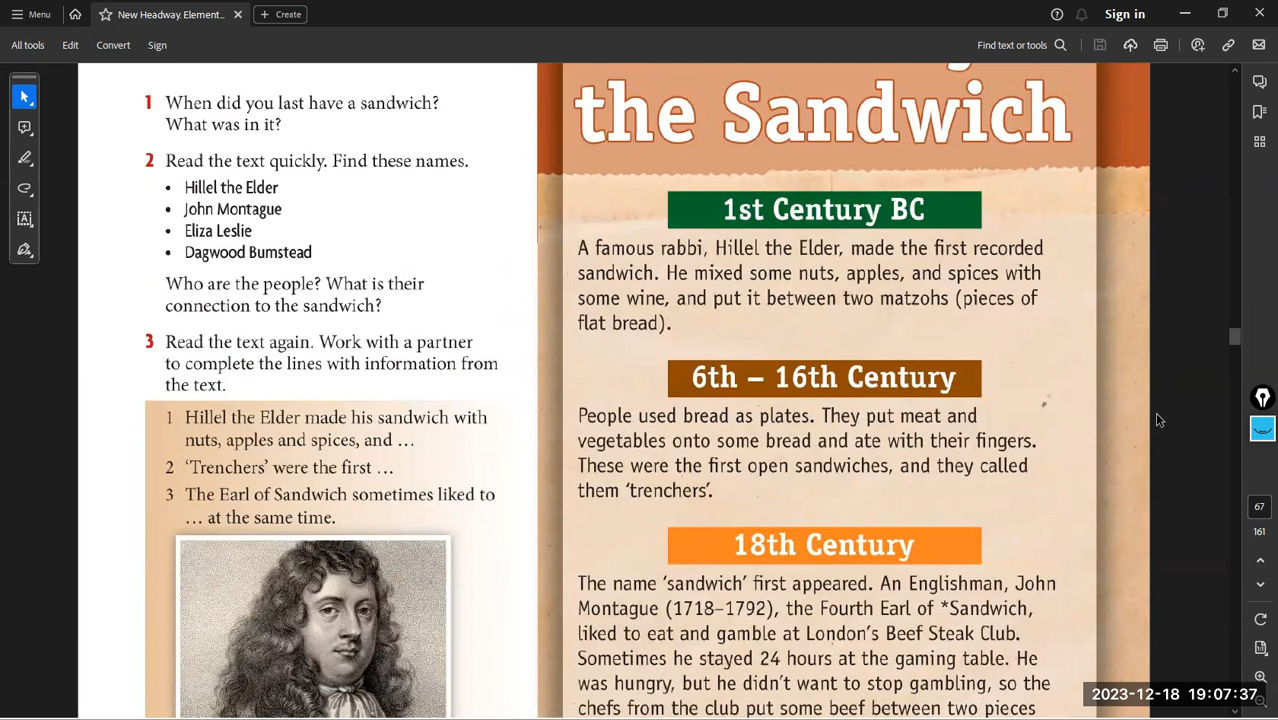 Menu
New Headway. Element...
Create
Sign in
All tools
Edit
Convert
Sign
Find text or tools
1 When did you last have a sandwich?
What was in it?
2 Read the text quickly. Find these names.
• Hillel the Elder
• John Montague
• Eliza Leslie
• Dagwood Bumstead
Who are the people? What is their
connection to the sandwich?
3 Read the text again. Work with a partner
to complete the lines with information from
the text.
1 Hillel the Elder made his sandwich with
nuts, apples and spices, and …
2 ‘Trenchers’ were the first …
3 The Earl of Sandwich sometimes liked to
… at the same time.
the Sandwich
1st Century BC
A famous rabbi, Hillel the Elder, made the first recorded
sandwich. He mixed some nuts, apples, and spices with
some wine, and put it between two matzohs (pieces of
flat bread).
6th – 16th Century
People used bread as plates. They put meat and
vegetables onto some bread and ate with their fingers.
These were the first open sandwiches, and they called
them ‘trenchers’.
18th Century
The name ‘sandwich’ first appeared. An Englishman, John
Montague (1718–1792), the Fourth Earl of *Sandwich,
liked to eat and gamble at London’s Beef Steak Club.
Sometimes he stayed 24 hours at the gaming table. He
was hungry, but he didn’t want to stop gambling, so the
chefs from the club put some beef between two pieces
67
161
2023-12-18 19:07:37